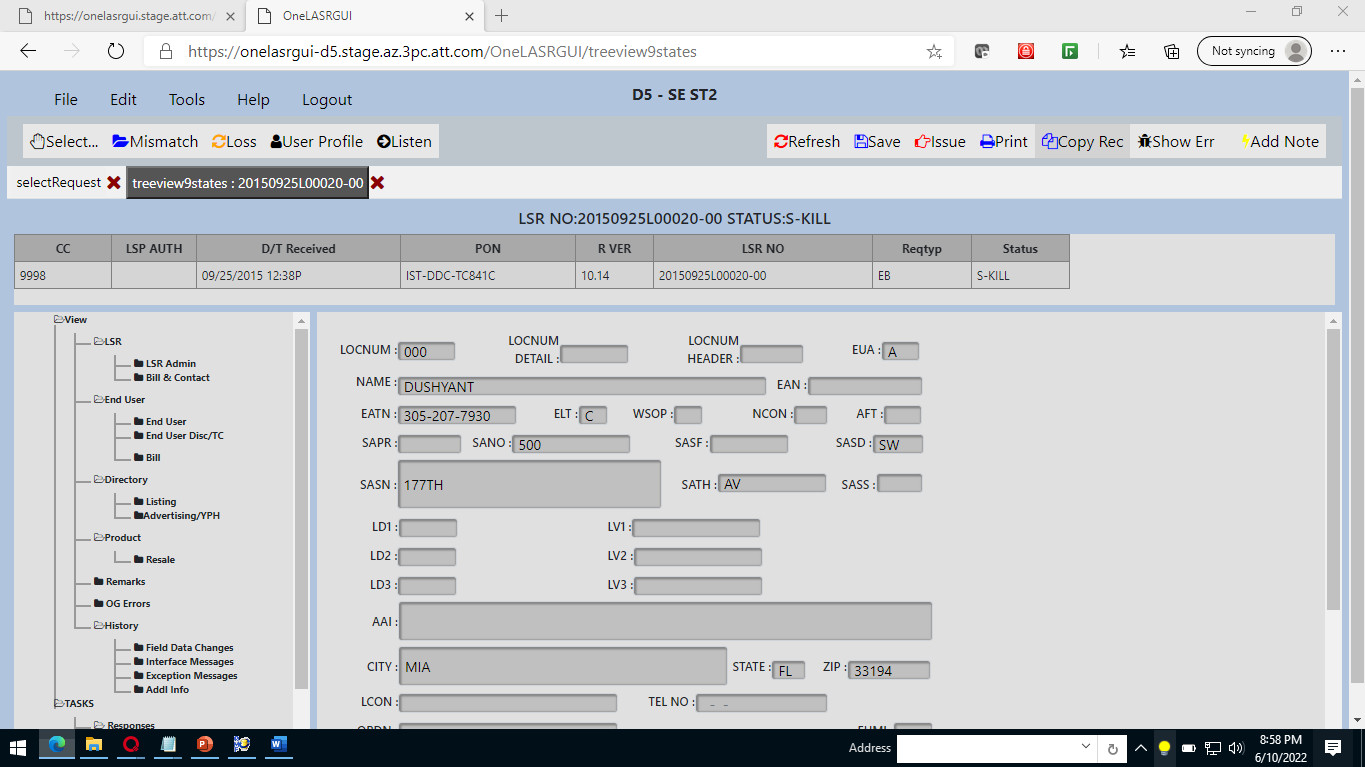 https://onelasrgui.stage.att.com/
OneLASRGUI
https://onelasrgui-d5.stage.az.3pc.att.com/OneLASRGUI/treeview9states
Not syncing
File Edit Tools Help Logout
D5 - SE ST2
Select... Mismatch Loss User Profile Listen
Refresh Save Issue Print Copy Rec Show Err Add Note
selectRequest treeview9states : 20150925L00020-00
LSR NO:20150925L00020-00 STATUS:S-KILL
CC LSP AUTH D/T Received PON R VER LSR NO Reqtyp Status
9998 09/25/2015 12:38P IST-DDC-TC841C 10.14 20150925L00020-00 EB S-KILL
View
LSR
LSR Admin
Bill & Contact
End User
End User
End User Disc/TC
Bill
Directory
Listing
Advertising/YPH
Product
Resale
Remarks
OG Errors
History
Field Data Changes
Interface Messages
Exception Messages
Addl Info
TASKS
Responses
LOCNUM : 000 LOCNUM DETAIL : LOCNUM HEADER : EUA : A
NAME : DUSHYANT EAN :
EATN : 305-207-7930 ELT : C WSOP : NCON : AFT :
SAPR : SANO : 500 SASF : SASD : SW
SASN : 177TH SATH : AV SASS :
LD1 : LV1 :
LD2 : LV2 :
LD3 : LV3 :
AAI :
CITY : MIA STATE : FL ZIP : 33194
LCON : TEL NO : - -
Address
8:58 PM
6/10/2022